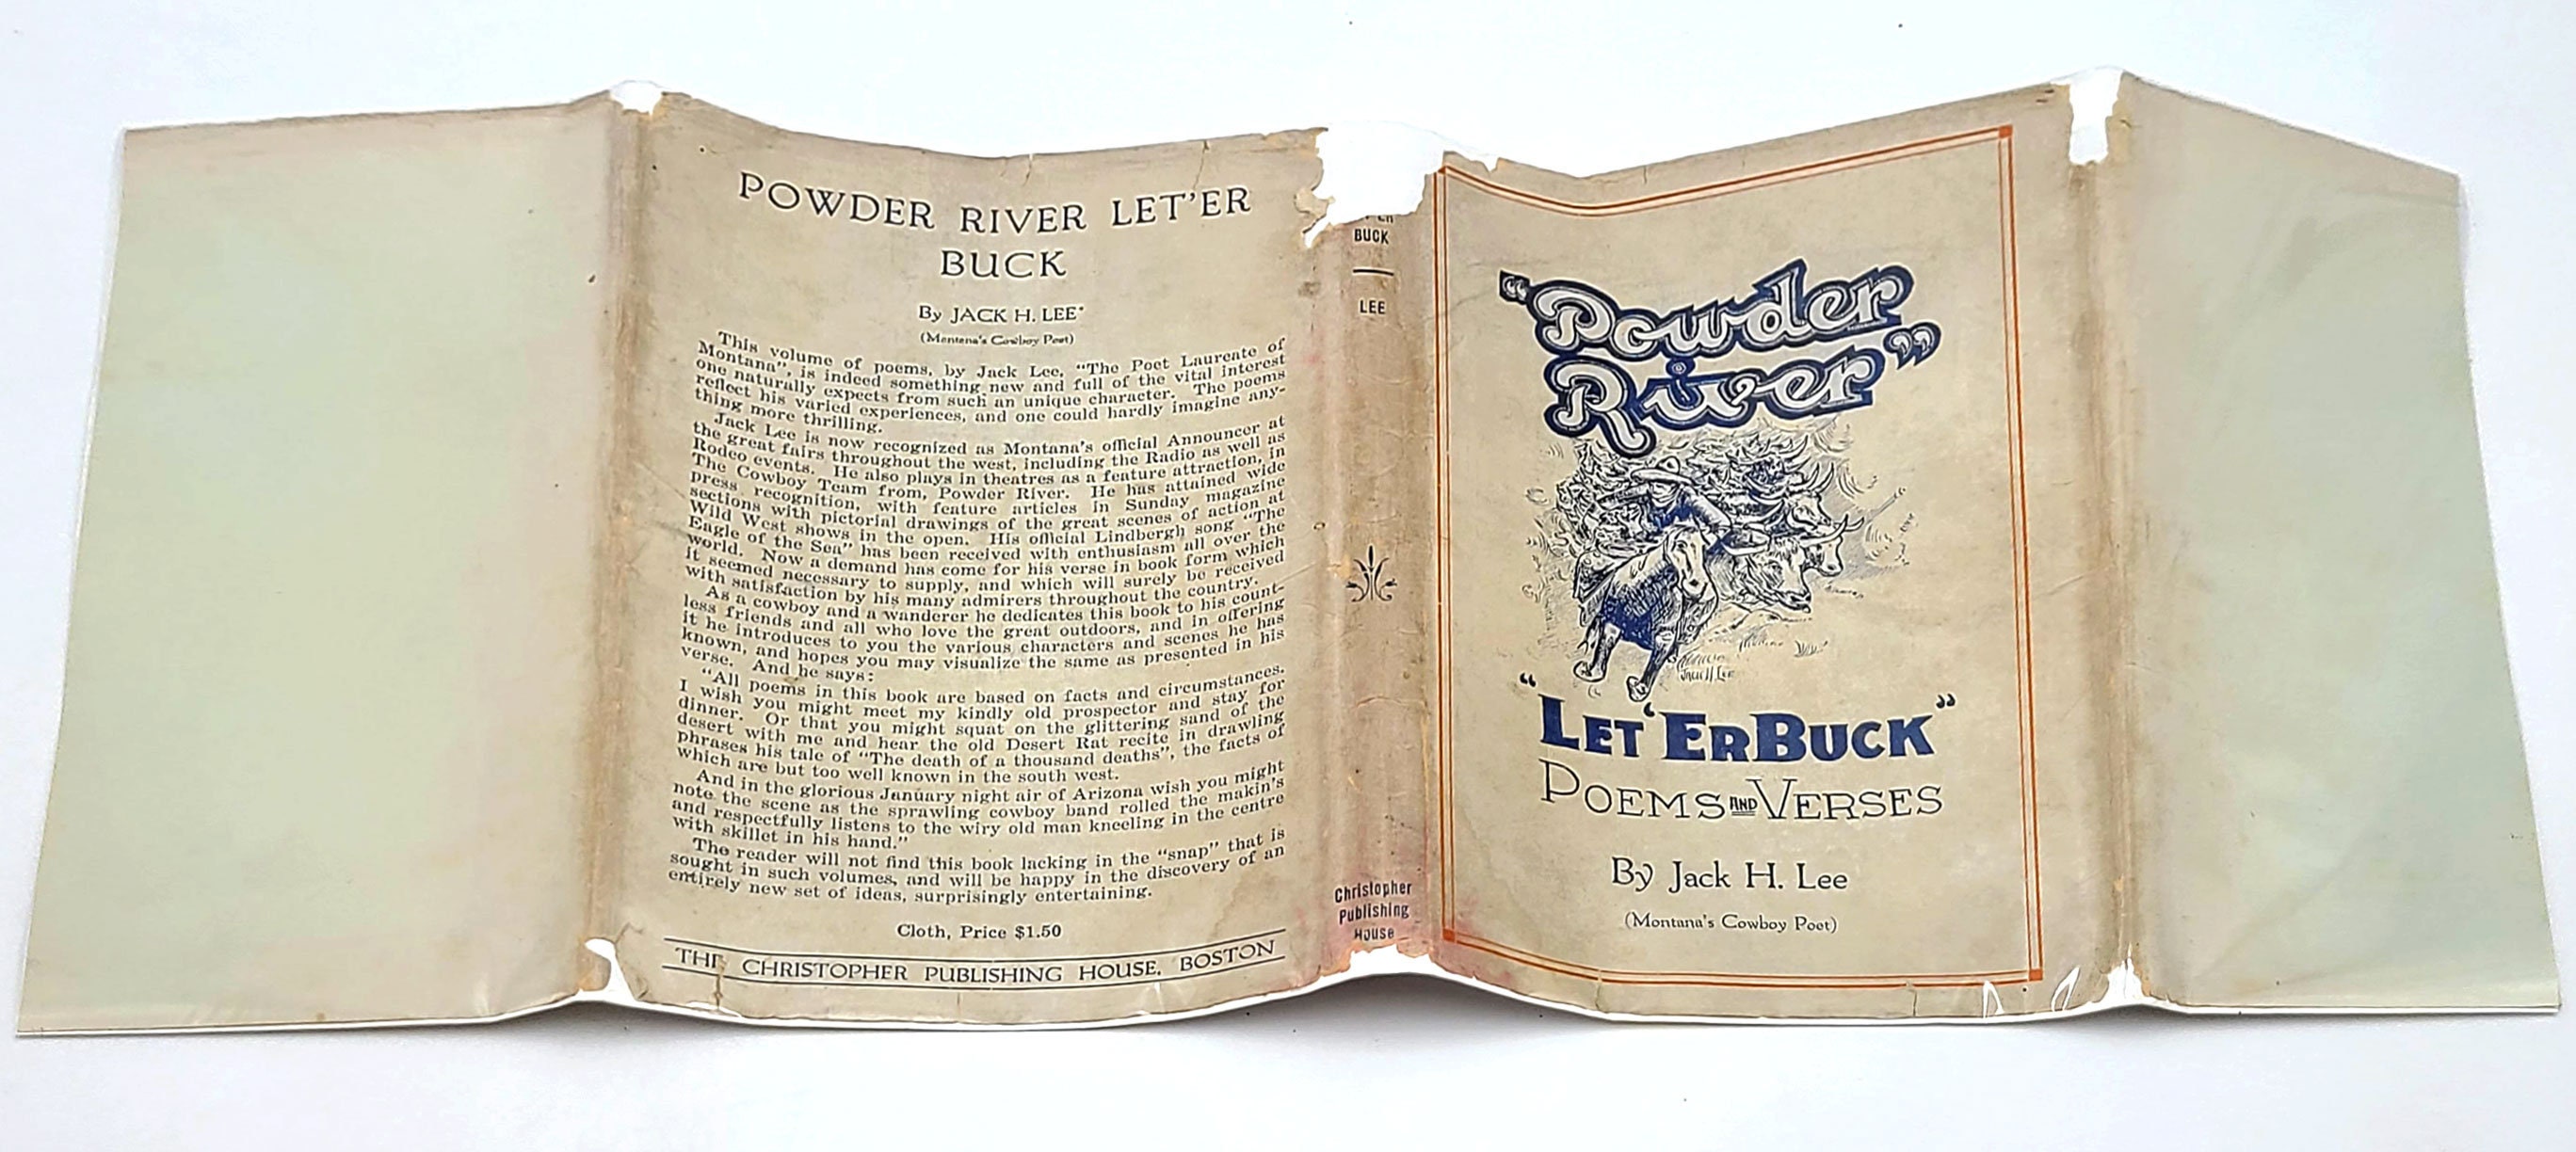 POWDER RIVER LET'ER
BUCK
By JACK H. LEE
(Montana's Cowboy Poet)
This volume of poems, by Jack Lee, "The Poet Laureate of
Montana", is indeed something new and full of the vital interest
one naturally expects from such an unique character. The poems
reflect his varied experiences, and one could hardly imagine any-
thing more thrilling.
Jack Lee is now recognized as Montana's official Announcer at
the great fairs throughout the west, including the Radio as well as
Rodeo events. He also plays in theatres as a feature attraction, in
The Cowboy Team from, Powder River. He has attained wide
press recognition, with feature articles in Sunday magazine
sections with pictorial drawings of the great scenes of action at
Wild West shows in the open. His official Lindbergh song "The
Eagle of the Sea" has been received with enthusiasm all over the
world. Now a demand has come for his verse in book form which
it seemed necessary to supply, and which will surely be received
with satisfaction by his many admirers throughout the country.
As a cowboy and a wanderer he dedicates this book to his count-
less friends and all who love the great outdoors, and in offering
it he introduces to you the various characters and scenes he has
known, and hopes you may visualize the same as presented in his
verse. And he says:
"All poems in this book are based on facts and circumstances.
I wish you might meet my kindly old prospector and stay for
dinner. Or that you might squat on the glittering sand of the
desert with me and hear the old Desert Rat recite in drawling
phrases his tale of "The death of a thousand deaths", the facts of
which are but too well known in the south west.
And in the glorious January night air of Arizona wish you might
note the scene as the sprawling cowboy band rolled the makin's
and respectfully listens to the wiry old man kneeling in the centre
with skillet in his hand."
The reader will not find this book lacking in the "snap" that is
sought in such volumes, and will be happy in the discovery of an
entirely new set of ideas, surprisingly entertaining.
Cloth, Price $1.50
THE CHRISTOPHER PUBLISHING HOUSE, BOSTON
BUCK
LEE
Christopher
Publishing
House
"Powder
River"
Jack H. Lee
"LET 'ER BUCK"
POEMS AND VERSES
By Jack H. Lee
(Montana's Cowboy Poet)